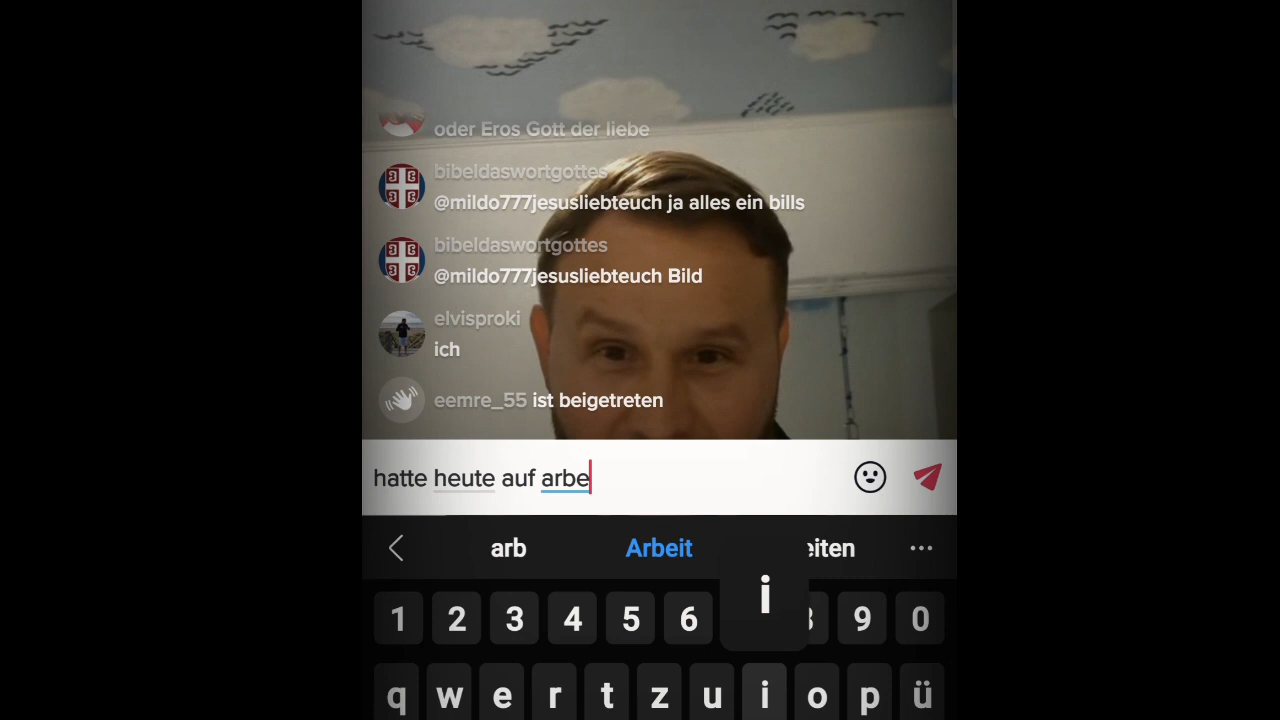 oder Eros Gott der liebe
bibeldaswortgottes
@mildo777jesusliebteuch ja alles ein bills
bibeldaswortgottes
@mildo777jesusliebteuch Bild
elvisproki
ich
eemre_55 ist beigetreten
hatte heute auf arbe
arb Arbeit eiten
i
1 2 3 4 5 6 9 0
q w e r t z u i o p ü